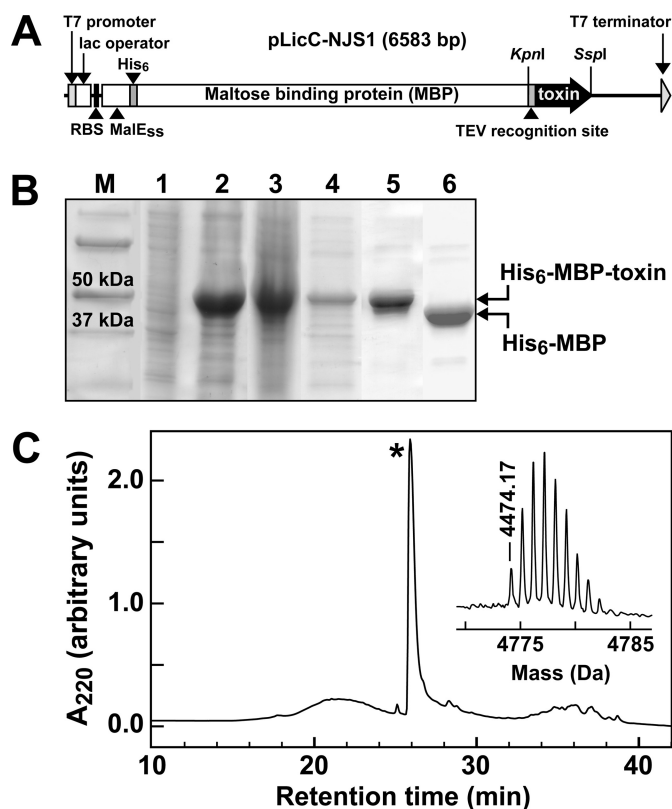 A
T7 promoter
lac operator
His6
pLicC-NJS1 (6583 bp)
KpnI
SspI
T7 terminator
Maltose binding protein (MBP)
toxin
RBS
MalESS
TEV recognition site
B
M 1 2 3 4 5 6
50 kDa
37 kDa
His6-MBP-toxin
His6-MBP
C
A220 (arbitrary units)
2.0
1.0
0.0
*
4474.17
4775 4785
Mass (Da)
10 20 30 40
Retention time (min)